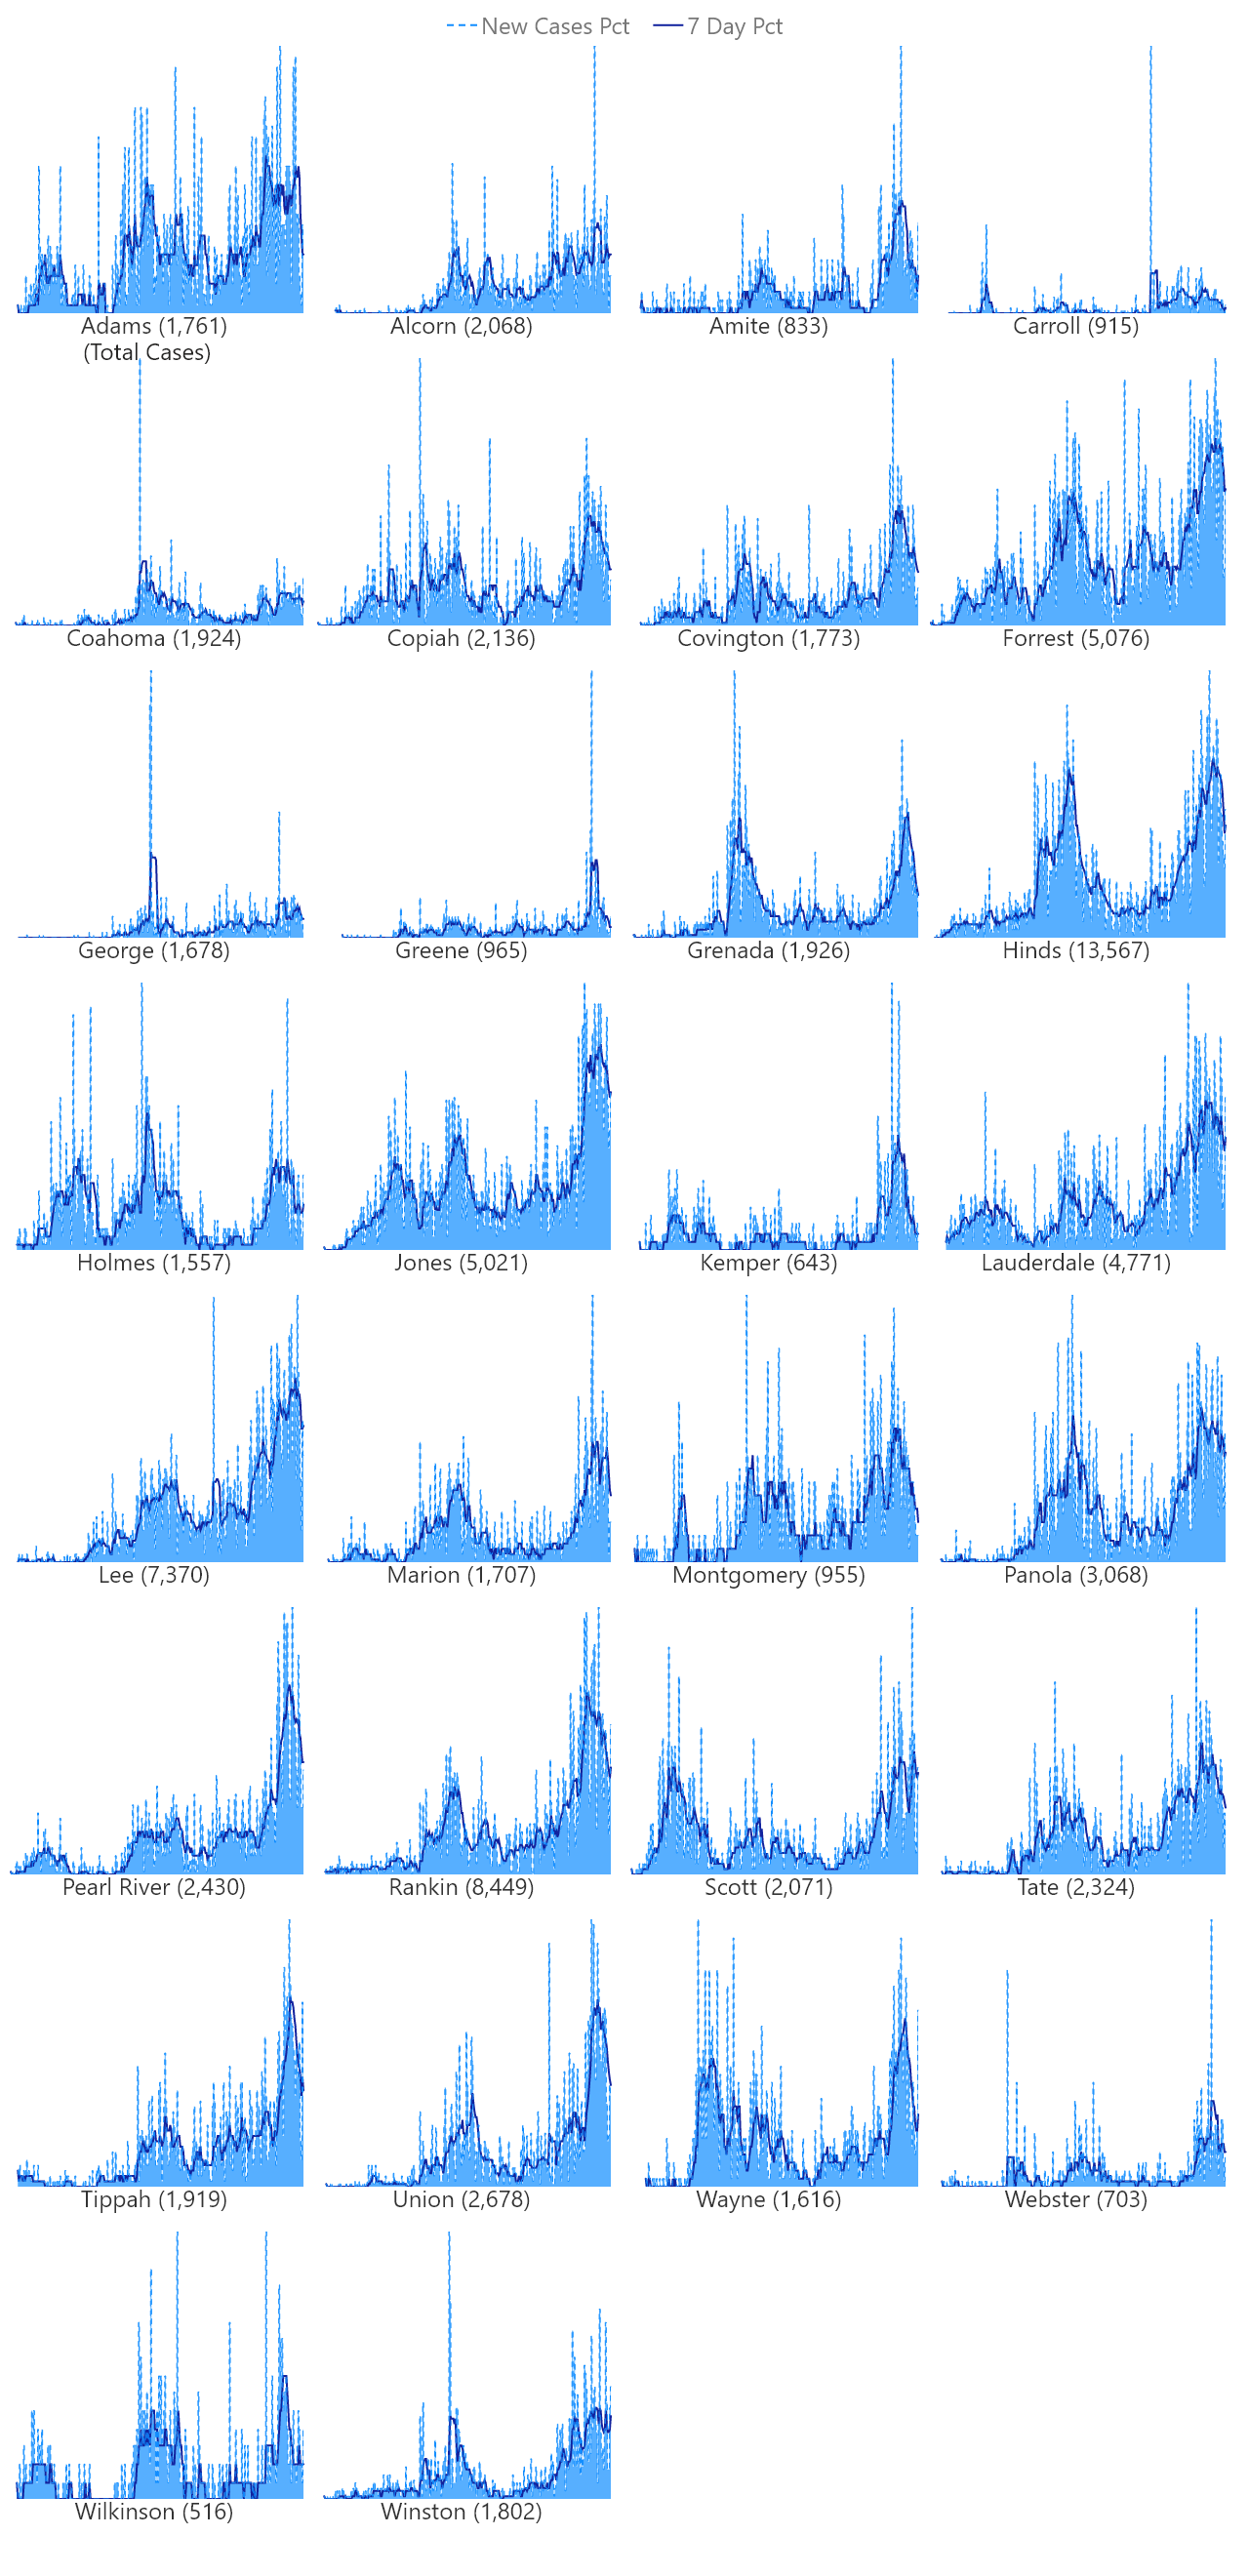 New Cases Pct 7 Day Pct
Adams (1,761) Alcorn (2,068) Amite (833) Carroll (915)
(Total Cases)
Coahoma (1,924) Copiah (2,136) Covington (1,773) Forrest (5,076)
George (1,678) Greene (965) Grenada (1,926) Hinds (13,567)
Holmes (1,557) Jones (5,021) Kemper (643) Lauderdale (4,771)
Lee (7,370) Marion (1,707) Montgomery (955) Panola (3,068)
Pearl River (2,430) Rankin (8,449) Scott (2,071) Tate (2,324)
Tippah (1,919) Union (2,678) Wayne (1,616) Webster (703)
Wilkinson (516) Winston (1,802)